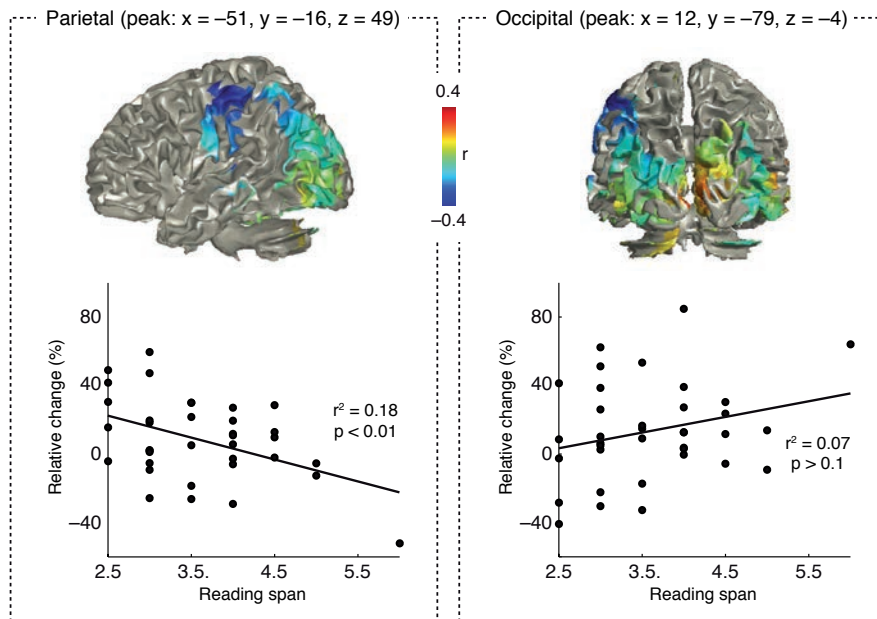 Parietal (peak: x = –51, y = –16, z = 49)
Occipital (peak: x = 12, y = –79, z = –4)
0.4
r
–0.4
80
40
0
–40
Relative change (%)
r² = 0.18
p < 0.01
2.5
3.5.
4.5
5.5
Reading span
80
40
0
–40
Relative change (%)
r² = 0.07
p > 0.1
2.5
3.5.
4.5
5.5
Reading span